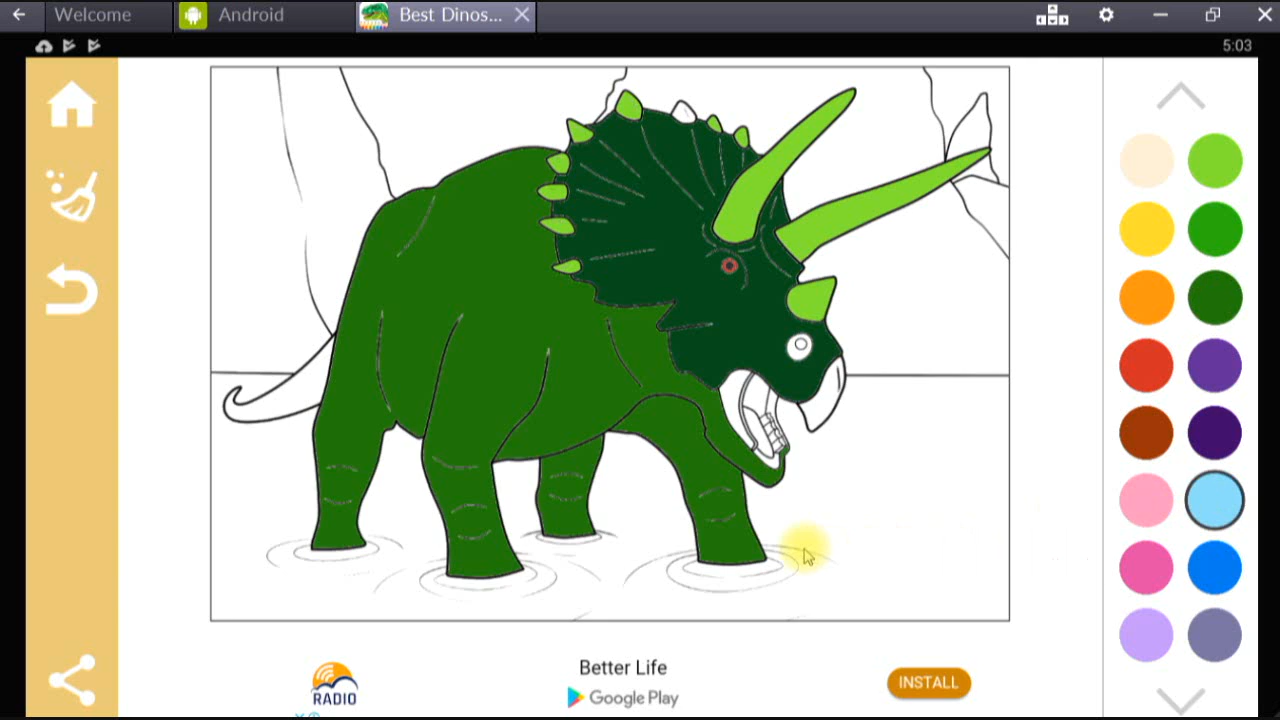 Welcome
Android
Best Dinos...
5:03
RADIO
Better Life
Google Play
INSTALL